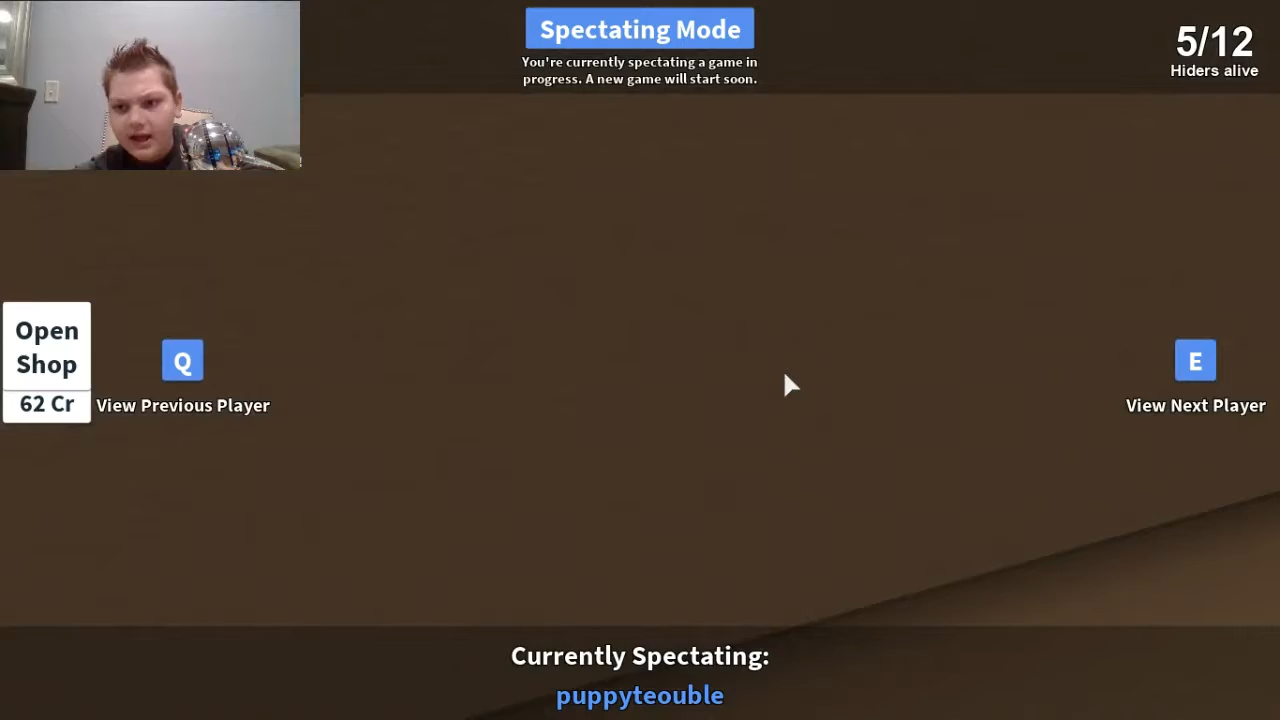 Spectating Mode
You're currently spectating a game in
progress. A new game will start soon.
5/12
Hiders alive
Open
Shop
62 Cr
Q
View Previous Player
E
View Next Player
Currently Spectating:
puppyteouble